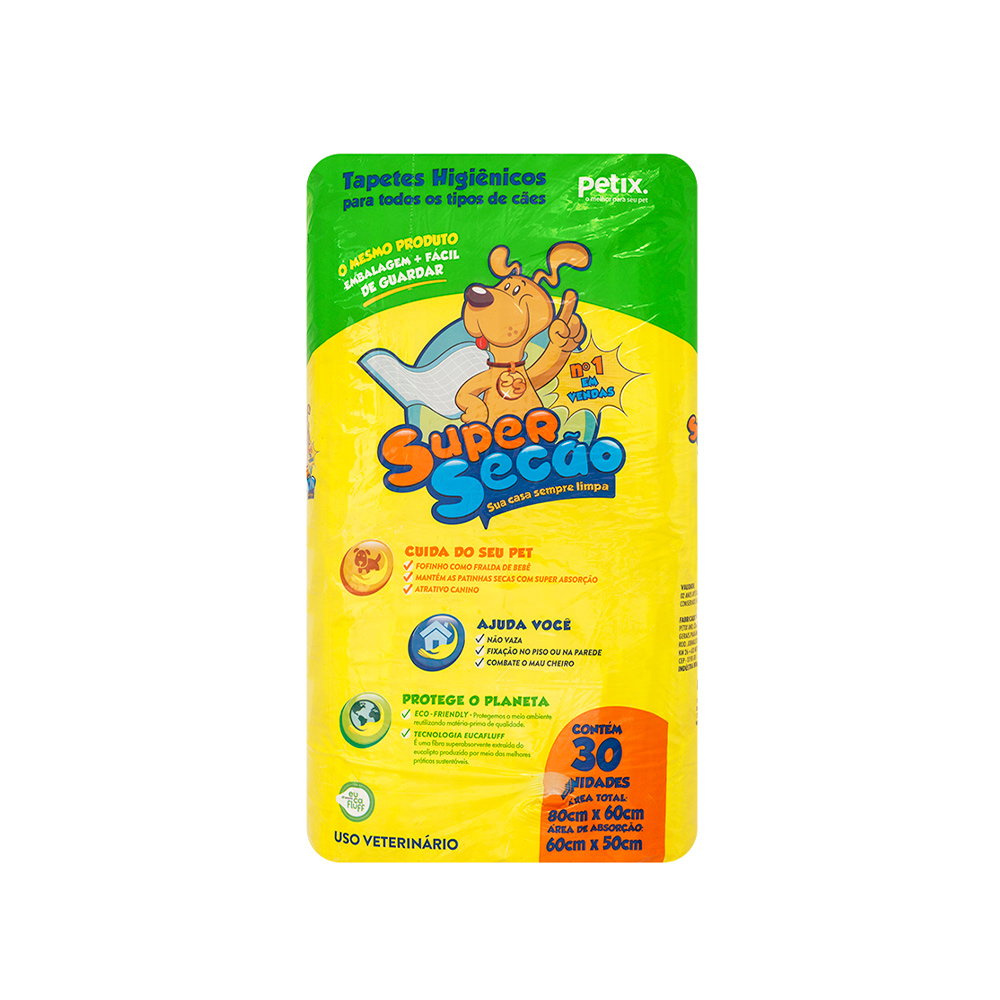 Tapetes Higiênicos
para todos os tipos de cães
petix.
o melhor para seu pet
O MESMO PRODUTO
EMBALAGEM + FÁCIL
DE GUARDAR
nº1
EM
VENDAS
SS
Super
Secão
Sua casa sempre limpa
CUIDA DO SEU PET
FOFINHO COMO FRALDA DE BEBÊ
MANTÉM AS PATINHAS SECAS COM SUPER ABSORÇÃO
ATRATIVO CANINO
AJUDA VOCÊ
NÃO VAZA
FIXAÇÃO NO PISO OU NA PAREDE
COMBATE O MAU CHEIRO
PROTEGE O PLANETA
ECO-FRIENDLY - Protegemos o meio ambiente
reutilizando matéria-prima de qualidade.
TECNOLOGIA EUCAFLUFF
É uma fibra superabsorvente extraída do
eucalipto produzido por meio das melhores
práticas sustentáveis.
eu
ca
fluff
USO VETERINÁRIO
CONTÉM
30
UNIDADES
ÁREA TOTAL:
80cm x 60cm
ÁREA DE ABSORÇÃO:
60cm x 50cm